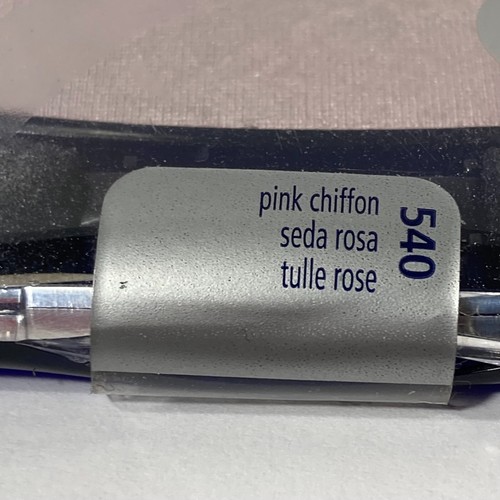 pink chiffon
seda rosa
tulle rose
540